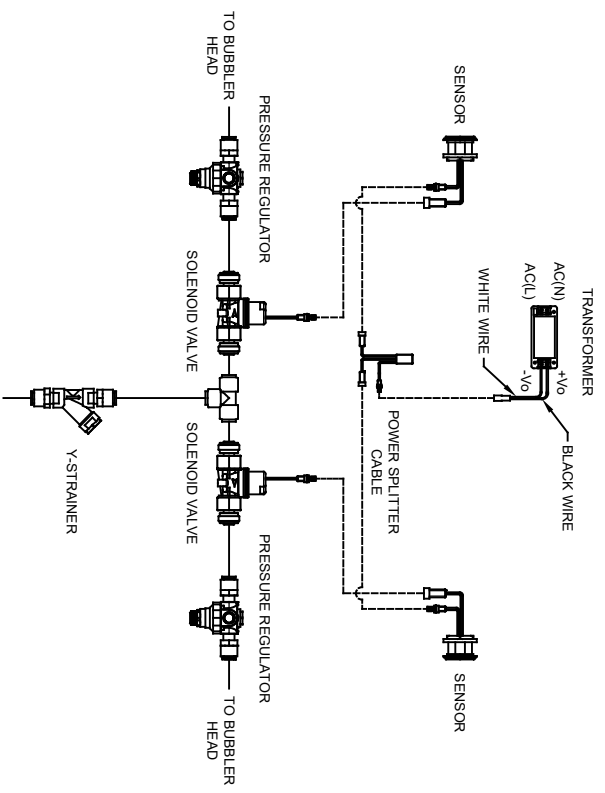 TRANSFORMER
AC(N)
AC(L)
+Vo
-Vo
WHITE WIRE
BLACK WIRE
SENSOR
SENSOR
POWER SPLITTER
CABLE
TO BUBBLER
HEAD
PRESSURE REGULATOR
SOLENOID VALVE
SOLENOID VALVE
PRESSURE REGULATOR
TO BUBBLER
HEAD
Y-STRAINER